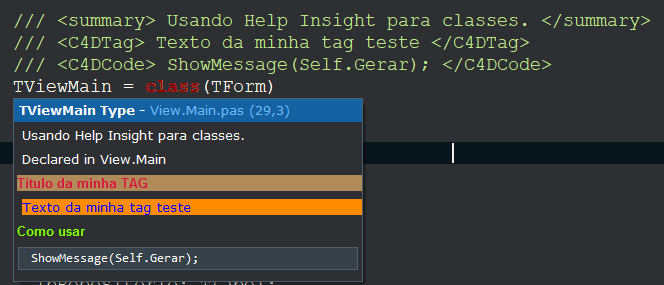 /// <summary> Usando Help Insight para classes. </summary>
/// <C4DTag> Texto da minha tag teste </C4DTag>
/// <C4DCode> ShowMessage(Self.Gerar); </C4DCode>
TViewMain = class(TForm)
TViewMain Type - View.Main.pas (29,3)
Usando Help Insight para classes.
Declared in View.Main
Título da minha TAG
Texto da minha tag teste
Como usar
ShowMessage(Self.Gerar);